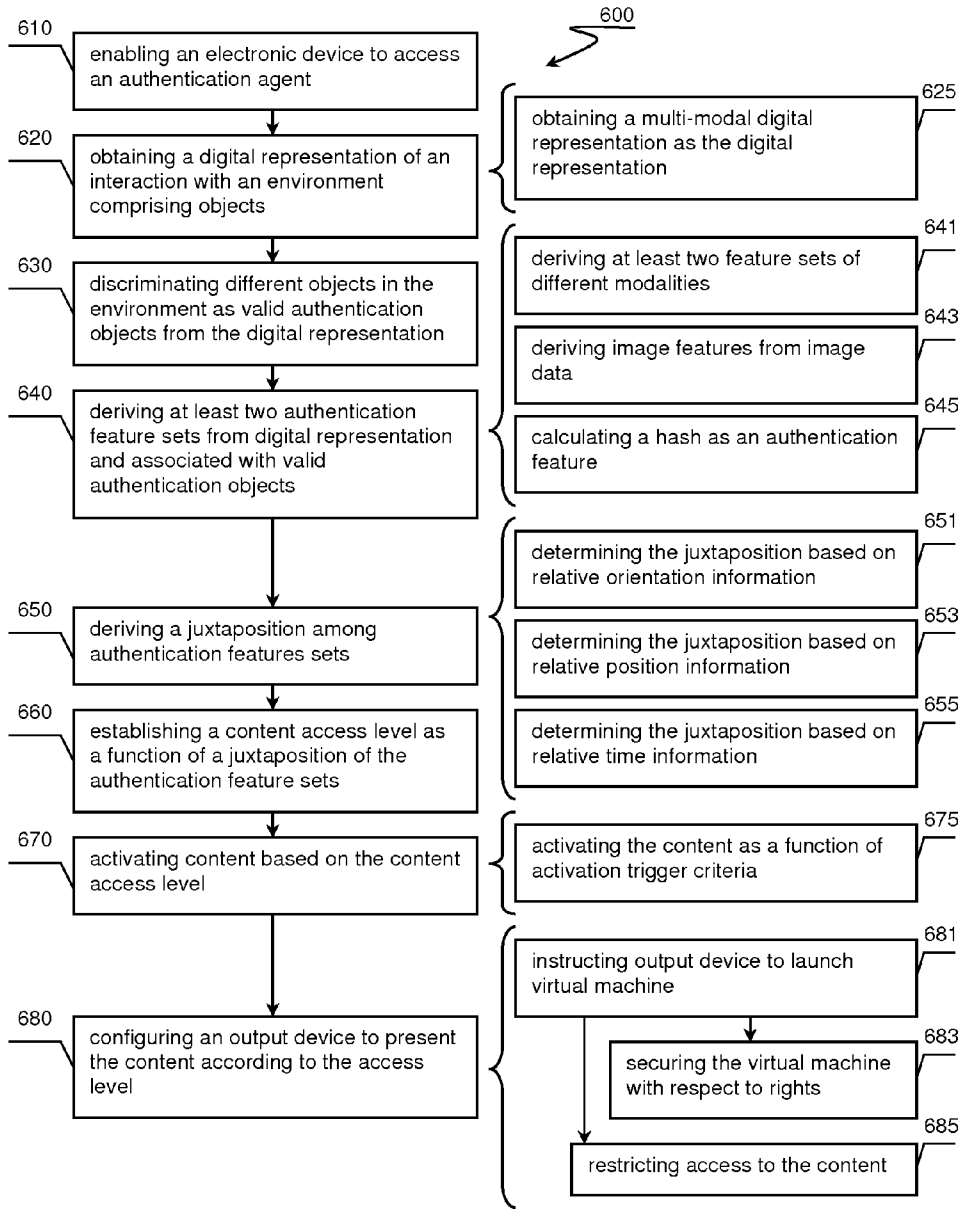 600
610
enabling an electronic device to access
an authentication agent
620
obtaining a digital representation of an
interaction with an environment
comprising objects
625
obtaining a multi-modal digital
representation as the digital
representation
630
discriminating different objects in the
environment as valid authentication
objects from the digital representation
640
deriving at least two authentication
feature sets from digital representation
and associated with valid
authentication objects
641
deriving at least two feature sets of
different modalities
643
deriving image features from image
data
645
calculating a hash as an authentication
feature
650
deriving a juxtaposition among
authentication features sets
651
determining the juxtaposition based on
relative orientation information
653
determining the juxtaposition based on
relative position information
655
determining the juxtaposition based on
relative time information
660
establishing a content access level as
a function of a juxtaposition of the
authentication feature sets
670
activating content based on the content
access level
675
activating the content as a function of
activation trigger criteria
680
configuring an output device to present
the content according to the access
level
681
instructing output device to launch
virtual machine
683
securing the virtual machine
with respect to rights
685
restricting access to the content